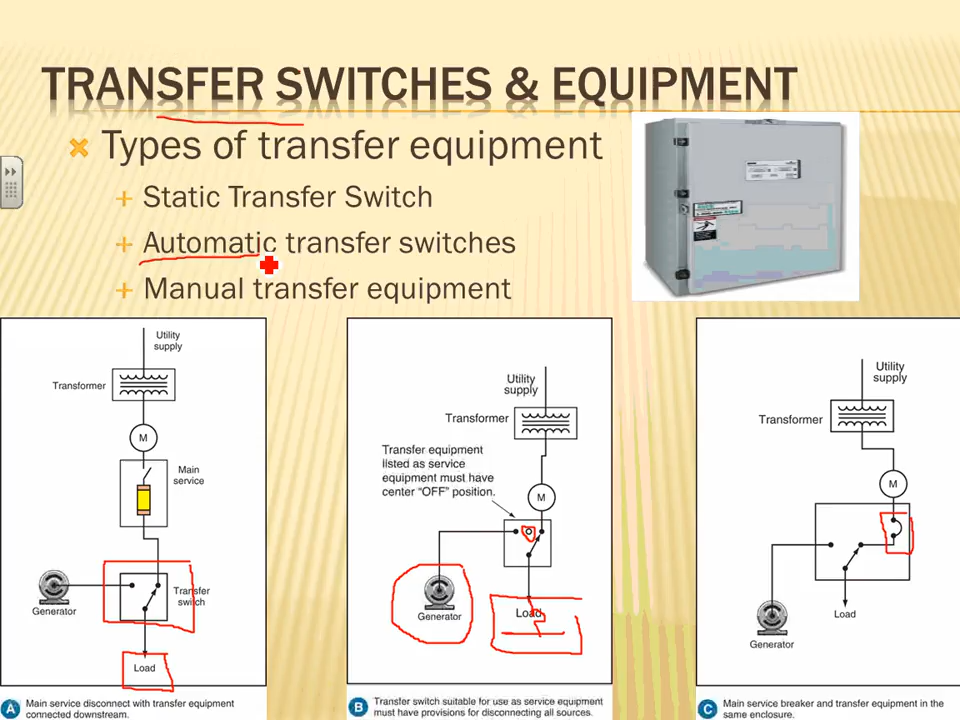 TRANSFER SWITCHES & EQUIPMENT
Types of transfer equipment
Static Transfer Switch
Automatic transfer switches
Manual transfer equipment
Utility
supply
Transformer
M
Main
service
Transfer
switch
Generator
Load
A Main service disconnect with transfer equipment
connected downstream.
Utility
supply
Transformer
Transfer equipment
listed as service
equipment must have
center “OFF” position.
M
Generator
Load
B Transfer switch suitable for use as service equipment
must have provisions for disconnecting all sources.
Utility
supply
Transformer
M
Load
Generator
C Main service breaker and transfer equipment in the
same enclosure.